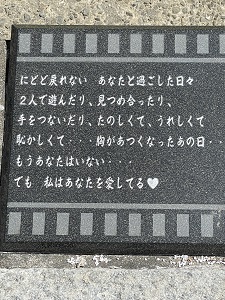 にどと戻れない　あなたと過ごした日々
２人で遊んだり、見つめ合ったり、
手をつないだり、たのしくて、うれしくて
恥かしくて・・・胸があつくなったあの日・・
もうあなたはいない・・・
でも　私はあなたを愛してる♥